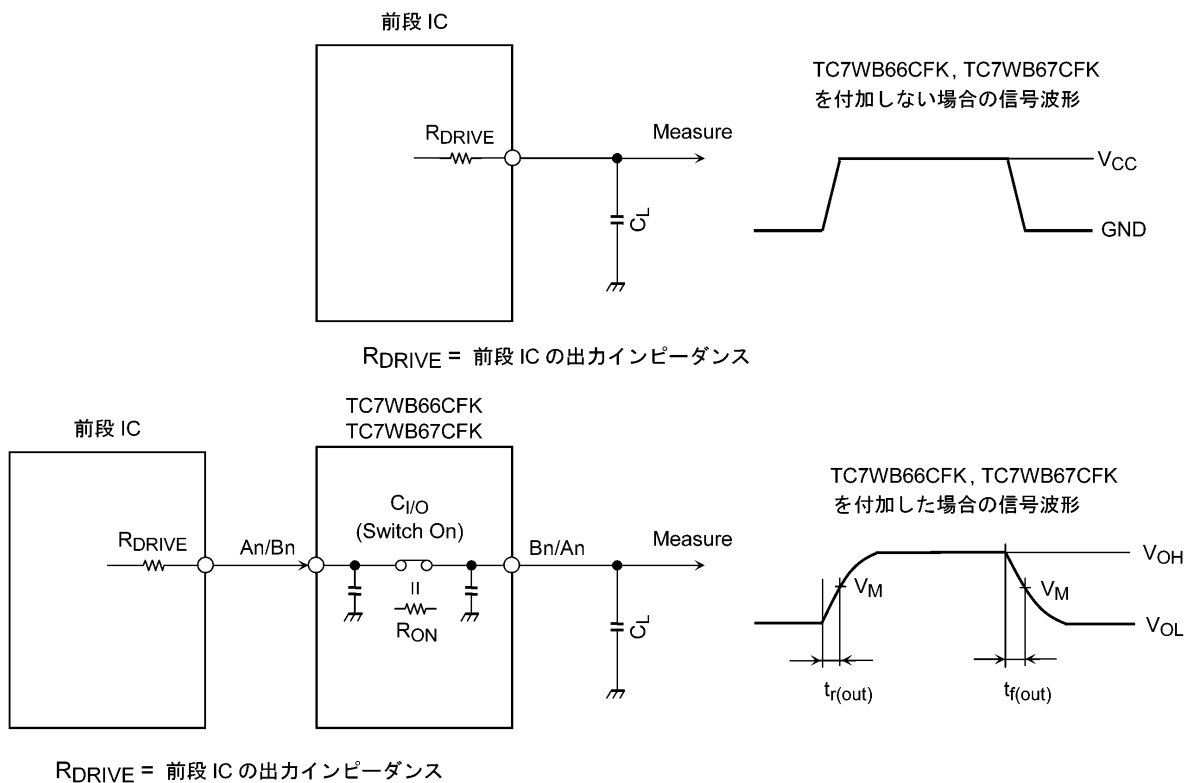 前段 IC
TC7WB66CFK, TC7WB67CFK
を付加しない場合の信号波形
RDRIVE
Measure
VCC
CL
GND
RDRIVE = 前段 IC の出力インピーダンス
TC7WB66CFK
TC7WB67CFK
前段 IC
TC7WB66CFK, TC7WB67CFK
を付加した場合の信号波形
CI/O
(Switch On)
RDRIVE
An/Bn
Bn/An
Measure
VOH
VM
VM
RON
CL
VOL
tr(out)
tf(out)
RDRIVE = 前段 IC の出力インピーダンス